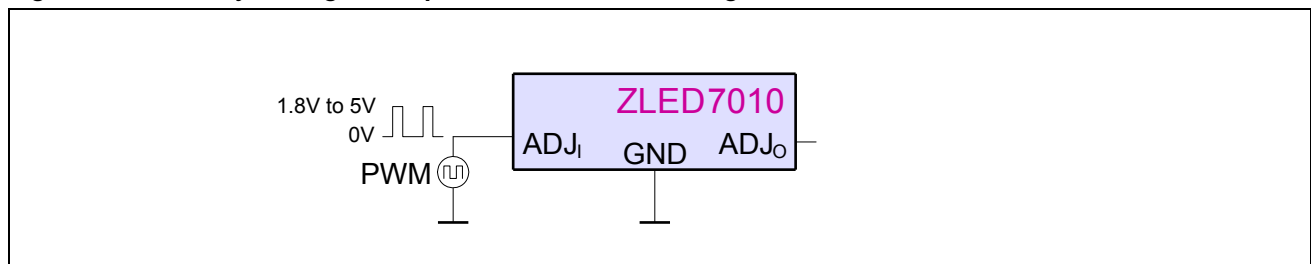 1.8V to 5V
0V
PWM
ZLED7010
ADJI
GND
ADJO